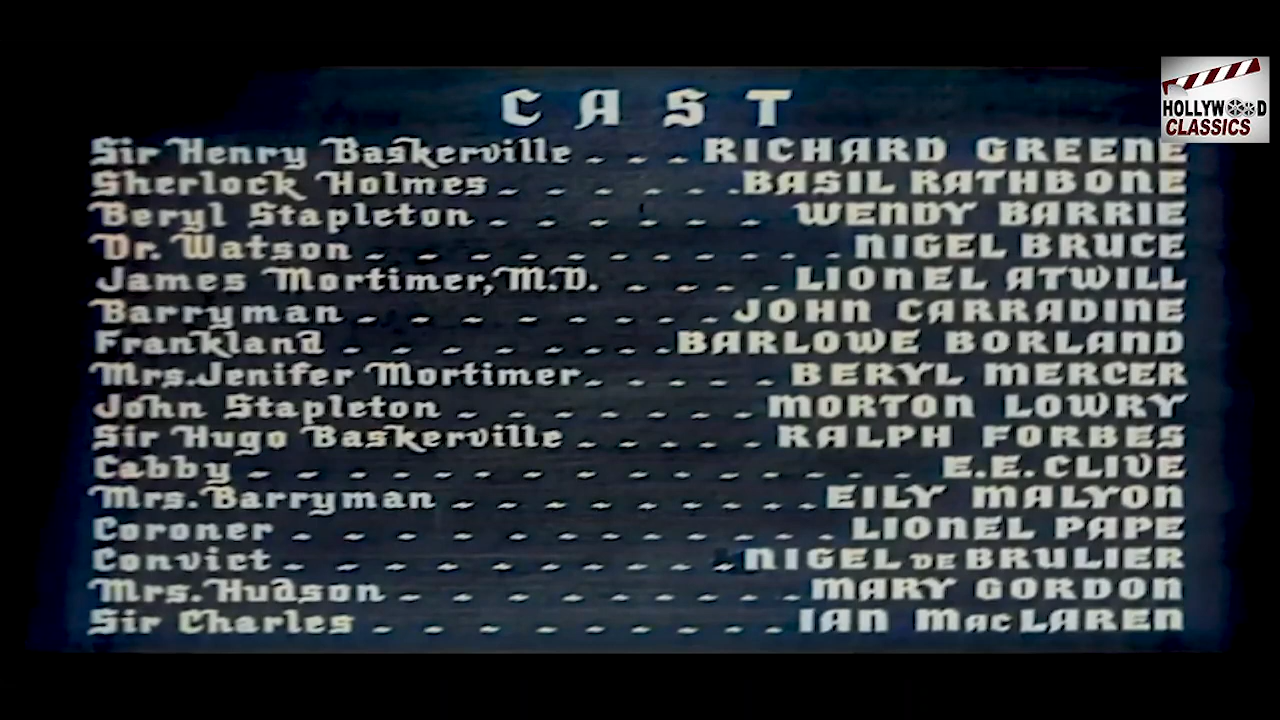 CAST
HOLLYWOOD
CLASSICS
Sir Henry Baskerville - - - RICHARD GREENE
Sherlock Holmes - - - - - - BASIL RATHBONE
Beryl Stapleton - - - - - - WENDY BARRIE
Dr. Watson - - - - - - - - - - NIGEL BRUCE
James Mortimer, M.D. - - - - LIONEL ATWILL
Barryman - - - - - - - - JOHN CARRADINE
Frankland - - - - - - - - BARLOWE BORLAND
Mrs. Jenifer Mortimer - - - - - BERYL MERCER
John Stapleton - - - - - - - MORTON LOWRY
Sir Hugo Baskerville - - - - - RALPH FORBES
Cabby - - - - - - - - - - - - - - E.E. CLIVE
Mrs. Barryman - - - - - - - - - EILY MALYON
Coroner - - - - - - - - - - - - LIONEL PAPE
Convict - - - - - - - - - - NIGEL DE BRULIER
Mrs. Hudson - - - - - - - - - MARY GORDON
Sir Charles - - - - - - - - - IAN MacLAREN